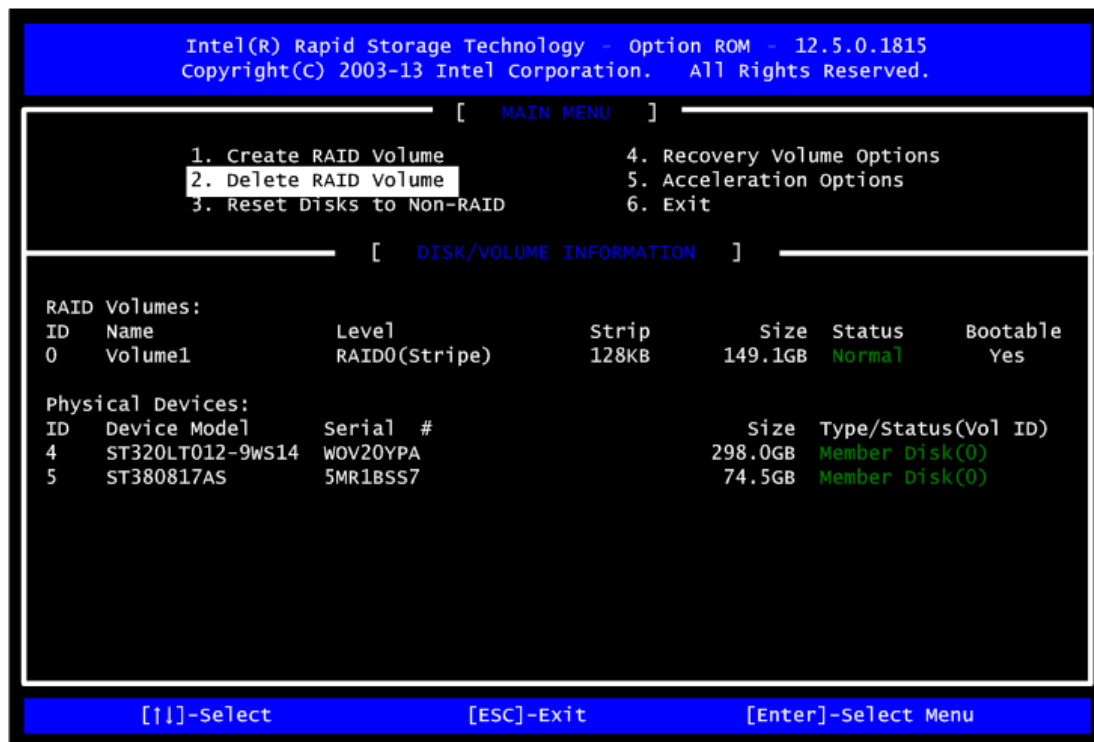 Intel(R) Rapid Storage Technology - Option ROM - 12.5.0.1815
Copyright(C) 2003-13 Intel Corporation. All Rights Reserved.
[ MAIN MENU ]
1. Create RAID Volume 4. Recovery Volume Options
2. Delete RAID Volume 5. Acceleration Options
3. Reset Disks to Non-RAID 6. Exit
[ DISK/VOLUME INFORMATION ]
RAID Volumes:
ID Name Level Strip Size Status Bootable
0 Volume1 RAID0(Stripe) 128KB 149.1GB Normal Yes
Physical Devices:
ID Device Model Serial # Size Type/Status(Vol ID)
4 ST320LT012-9WS14 WOV20YPA 298.0GB Member Disk(0)
5 ST380817AS 5MR1BSS7 74.5GB Member Disk(0)
[↑↓]-Select [ESC]-Exit [Enter]-Select Menu